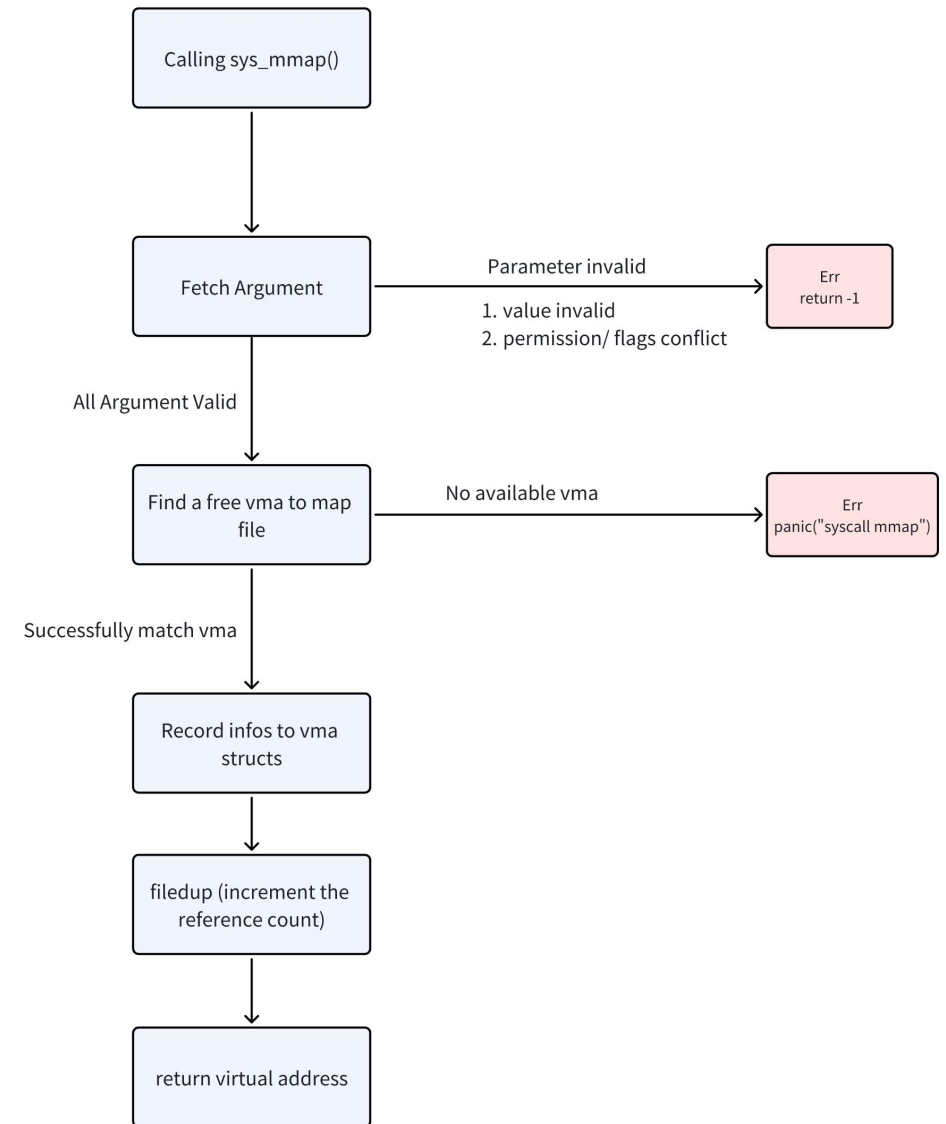 Calling sys_mmap()
Fetch Argument
Parameter invalid
1. value invalid
2. permission/ flags conflict
Err
return -1
All Argument Valid
Find a free vma to map
file
No available vma
Err
panic("syscall mmap")
Successfully match vma
Record infos to vma
structs
filedup (increment the
reference count)
return virtual address